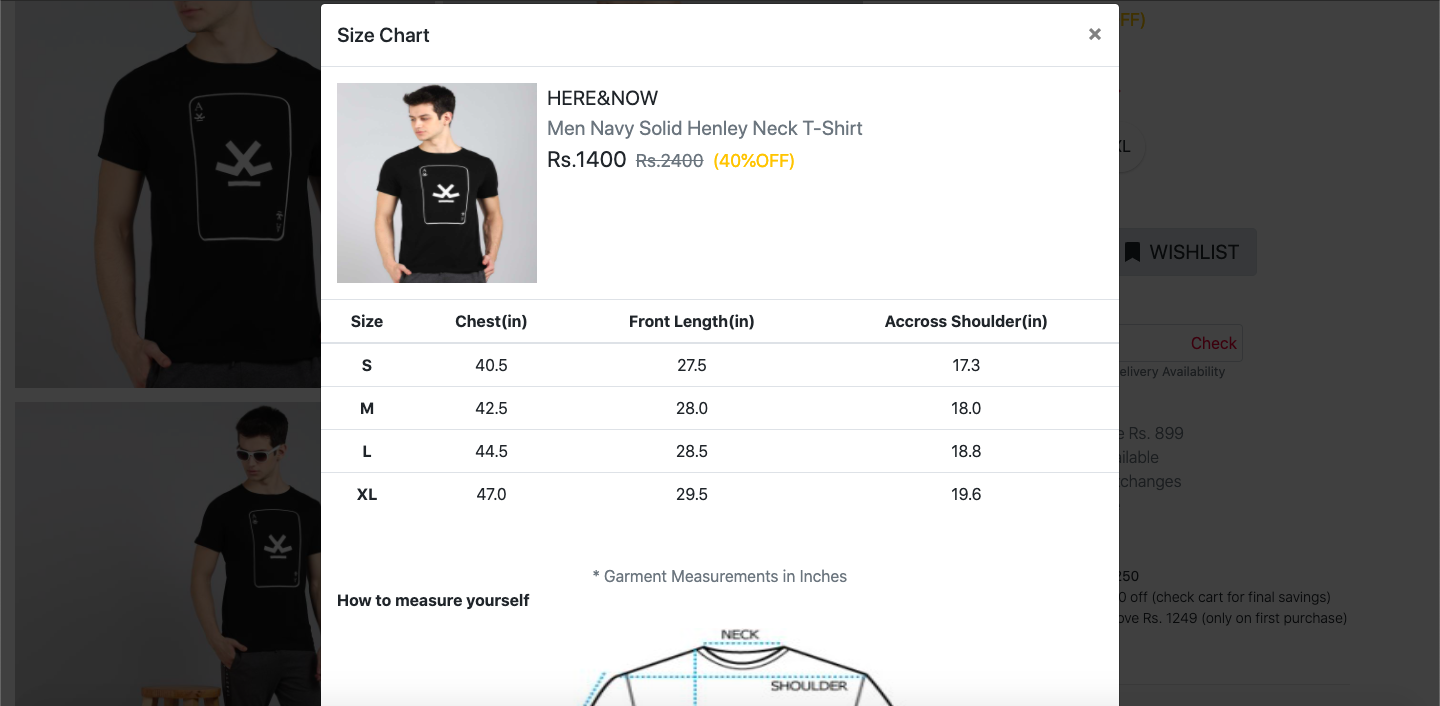 Size Chart ×
HERE&NOW
Men Navy Solid Henley Neck T-Shirt
Rs.1400 Rs.2400 (40%OFF)
Size Chest(in) Front Length(in) Accross Shoulder(in)
S 40.5 27.5 17.3
M 42.5 28.0 18.0
L 44.5 28.5 18.8
XL 47.0 29.5 19.6
* Garment Measurements in Inches
How to measure yourself
NECK
SHOULDER
FF)
XL
WISHLIST
Check
elivery Availability
e Rs. 899
ailable
changes
250
0 off (check cart for final savings)
ove Rs. 1249 (only on first purchase)